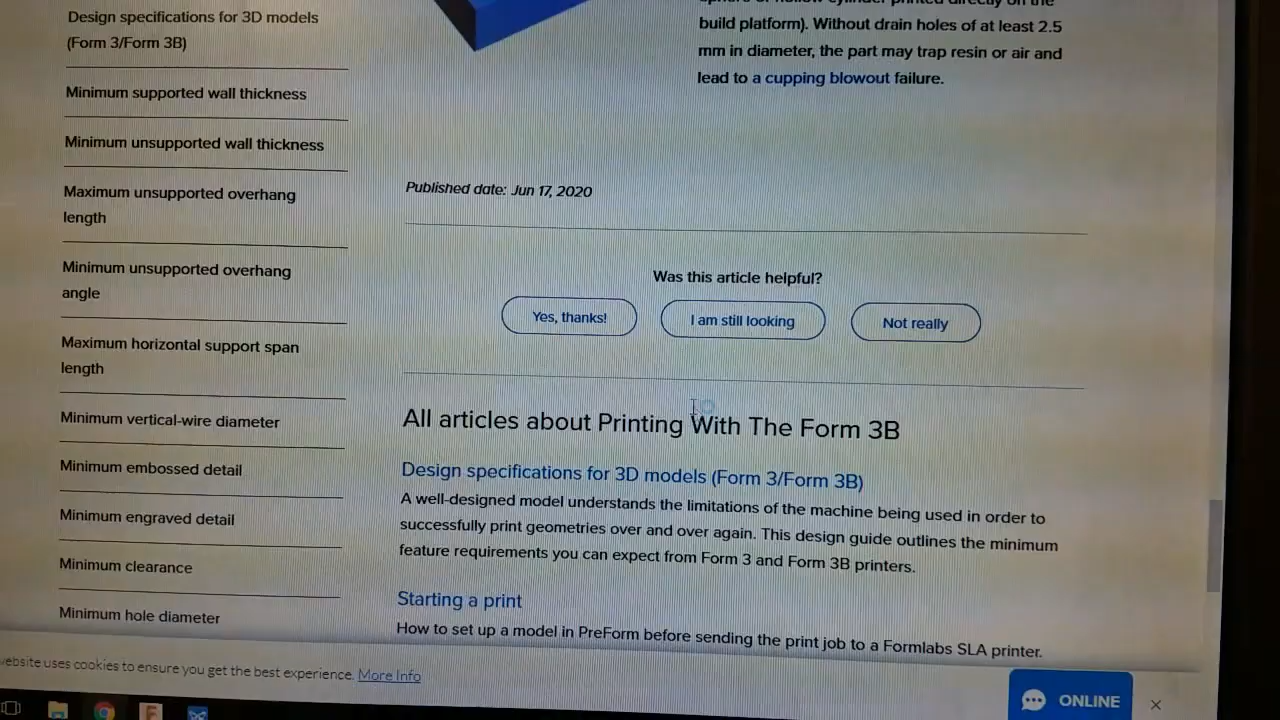 Design specifications for 3D models
(Form 3/Form 3B)
Minimum supported wall thickness
Minimum unsupported wall thickness
Maximum unsupported overhang
length
Minimum unsupported overhang
angle
Maximum horizontal support span
length
Minimum vertical-wire diameter
Minimum embossed detail
Minimum engraved detail
Minimum clearance
Minimum hole diameter
build platform). Without drain holes of at least 2.5
mm in diameter, the part may trap resin or air and
lead to a cupping blowout failure.
Published date: Jun 17, 2020
Was this article helpful?
Yes, thanks!
I am still looking
Not really
All articles about Printing With The Form 3B
Design specifications for 3D models (Form 3/Form 3B)
A well-designed model understands the limitations of the machine being used in order to
successfully print geometries over and over again. This design guide outlines the minimum
feature requirements you can expect from Form 3 and Form 3B printers.
Starting a print
How to set up a model in PreForm before sending the print job to a Formlabs SLA printer.
website uses cookies to ensure you get the best experience. More Info
ONLINE